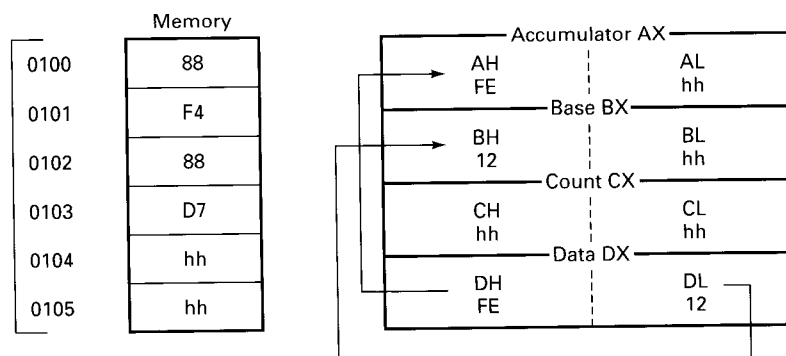 Memory
0100 88
0101 F4
0102 88
0103 D7
0104 hh
0105 hh
Accumulator AX
AH AL
FE hh
Base BX
BH BL
12 hh
Count CX
CH CL
hh hh
Data DX
DH DL
FE 12